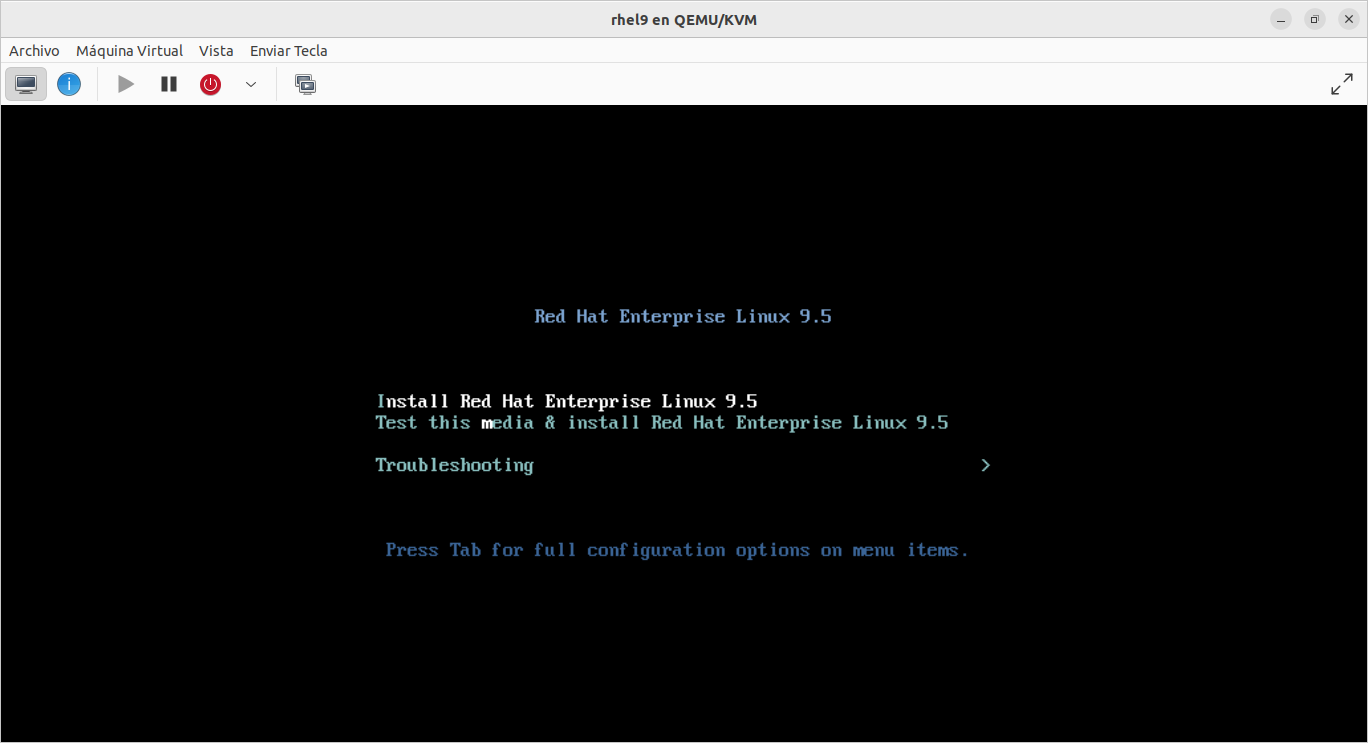 rhel9 en QEMU/KVM
Archivo Máquina Virtual Vista Enviar Tecla
Red Hat Enterprise Linux 9.5
Install Red Hat Enterprise Linux 9.5
Test this media & install Red Hat Enterprise Linux 9.5
Troubleshooting >
Press Tab for full configuration options on menu items.